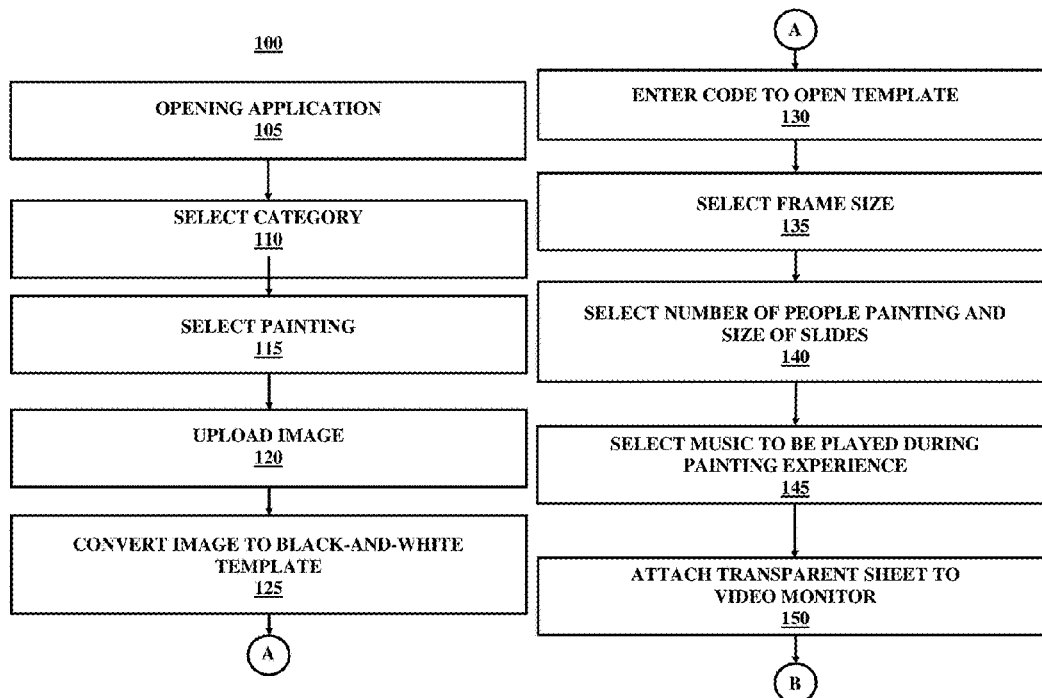 100
OPENING APPLICATION
105
SELECT CATEGORY
110
SELECT PAINTING
115
UPLOAD IMAGE
120
CONVERT IMAGE TO BLACK-AND-WHITE
TEMPLATE
125
A
A
ENTER CODE TO OPEN TEMPLATE
130
SELECT FRAME SIZE
135
SELECT NUMBER OF PEOPLE PAINTING AND
SIZE OF SLIDES
140
SELECT MUSIC TO BE PLAYED DURING
PAINTING EXPERIENCE
145
ATTACH TRANSPARENT SHEET TO
VIDEO MONITOR
150
B